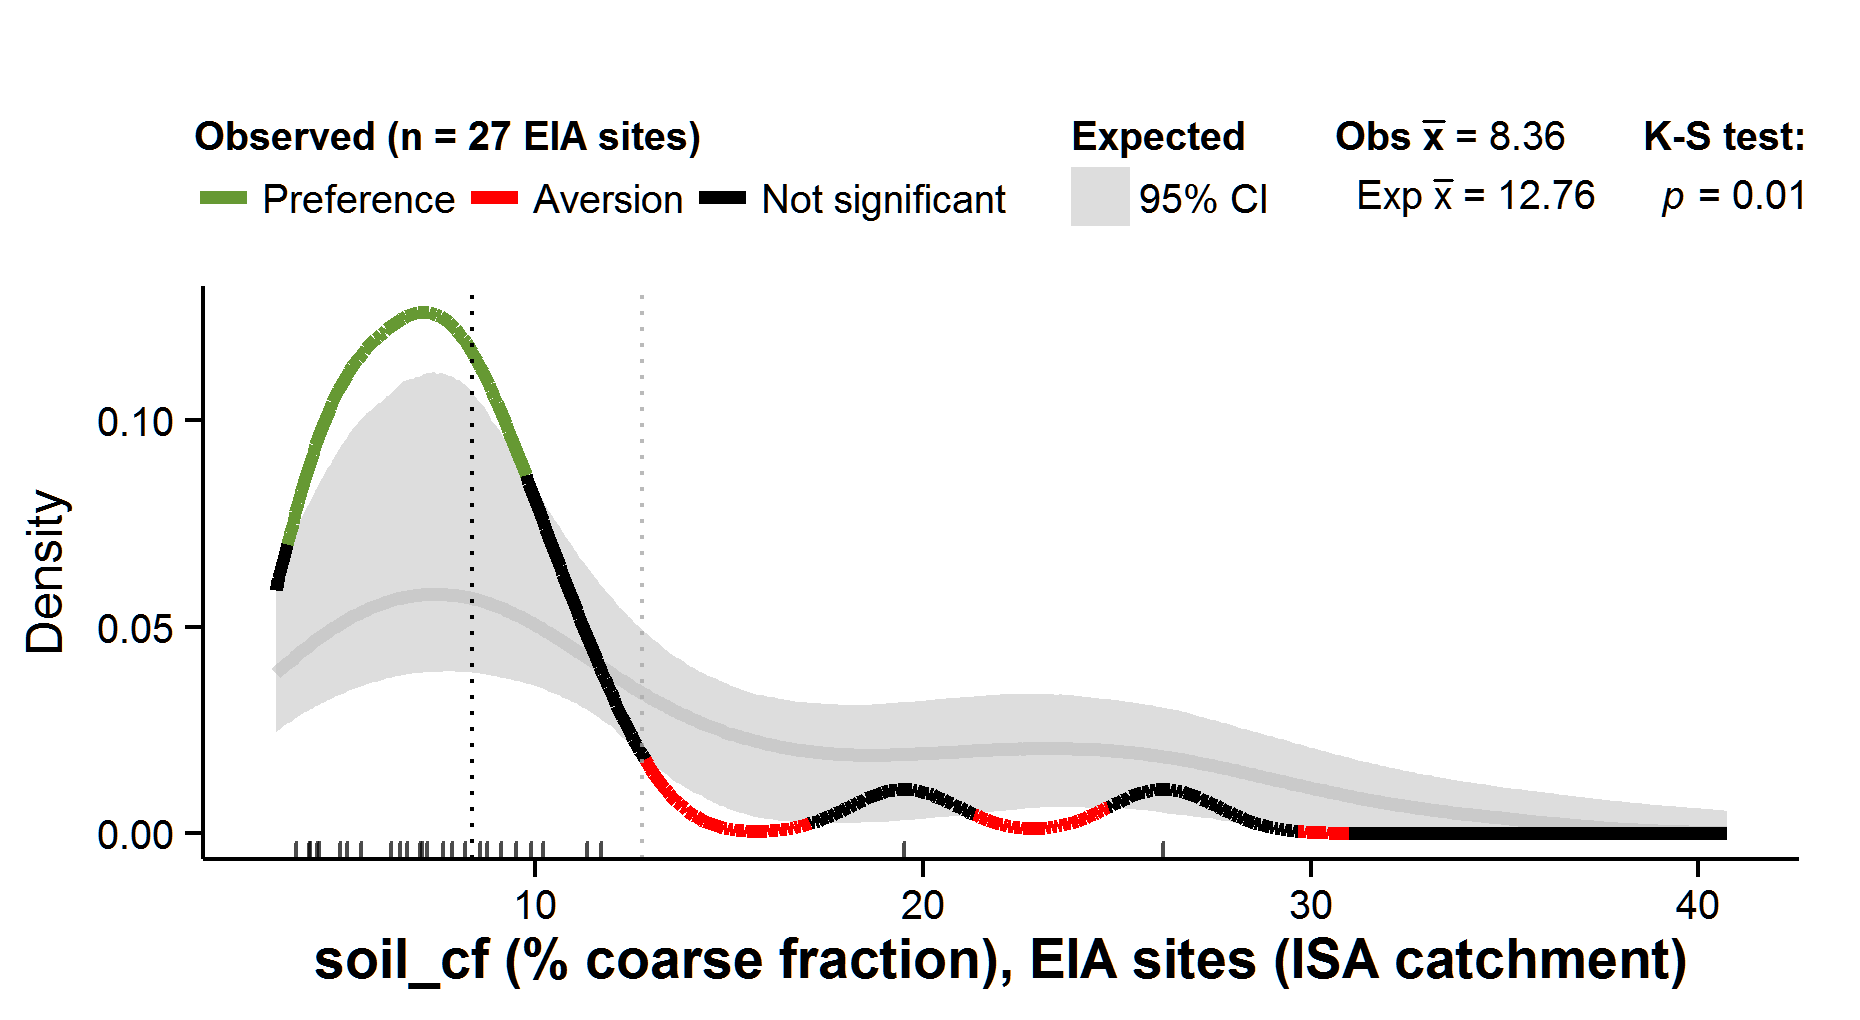 Observed (n = 27 EIA sites)
Preference Aversion Not significant
Expected
95% CI
Obs x̅ = 8.36
Exp x̅ = 12.76
K-S test:
p = 0.01
Density
0.10
0.05
0.00
10 20 30 40
soil_cf (% coarse fraction), EIA sites (ISA catchment)